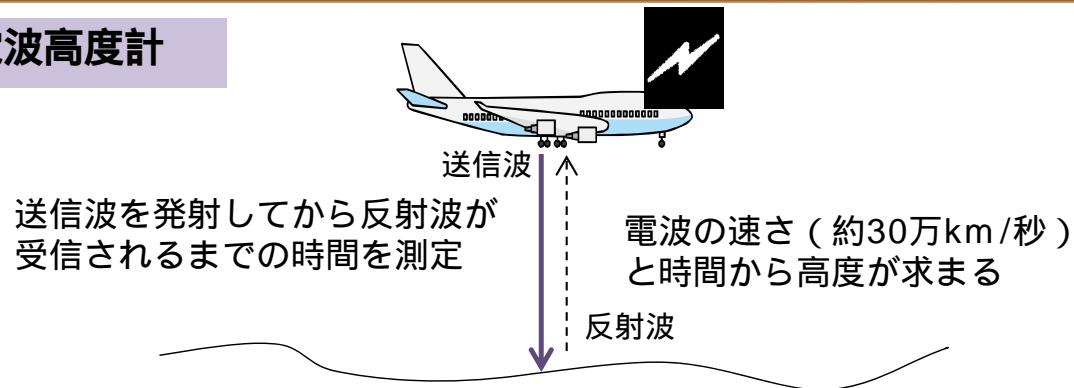 波高度計
送信波
送信波を発射してから反射波が
受信されるまでの時間を測定
電波の速さ(約30万km/秒)
と時間から高度が求まる
反射波